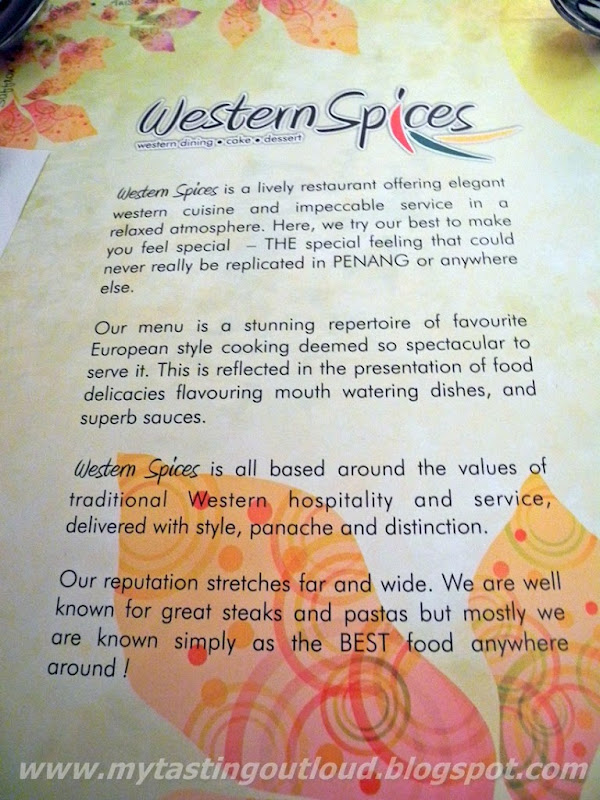 Western Spices
western dining • cake • dessert
Western Spices is a lively restaurant offering elegant
western cuisine and impeccable service in a
relaxed atmosphere. Here, we try our best to make
you feel special – THE special feeling that could
never really be replicated in PENANG or anywhere
else.
Our menu is a stunning repertoire of favourite
European style cooking deemed so spectacular to
serve it. This is reflected in the presentation of food
delicacies flavouring mouth watering dishes, and
superb sauces.
Western Spices is all based around the values of
traditional Western hospitality and service,
delivered with style, panache and distinction.
Our reputation stretches far and wide. We are well
known for great steaks and pastas but mostly we
are known simply as the BEST food anywhere
around !
www.mytastingoutloud.blogspot.com